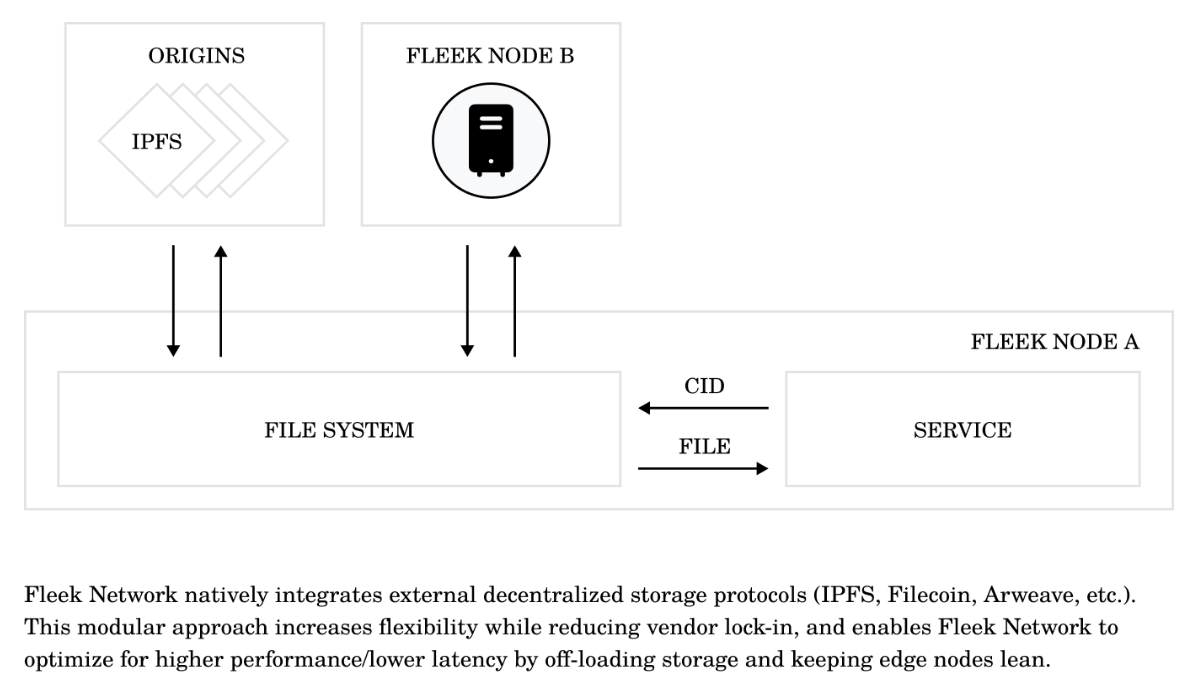 ORIGINS
IPFS
FLEEK NODE B
FLEEK NODE A
FILE SYSTEM
CID
FILE
SERVICE
Fleek Network natively integrates external decentralized storage protocols (IPFS, Filecoin, Arweave, etc.).
This modular approach increases flexibility while reducing vendor lock-in, and enables Fleek Network to
optimize for higher performance/lower latency by off-loading storage and keeping edge nodes lean.